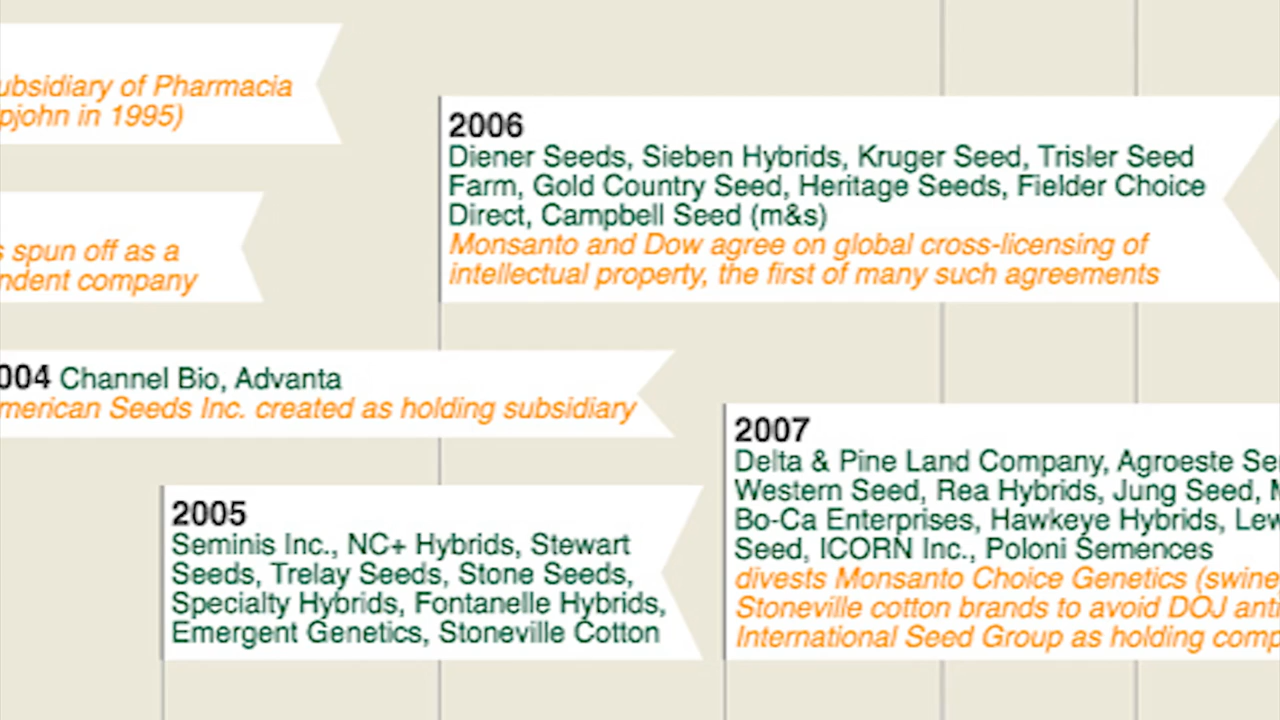 ubsidiary of Pharmacia
pjohn in 1995)
s spun off as a
ndent company
2006
Diener Seeds, Sieben Hybrids, Kruger Seed, Trisler Seed
Farm, Gold Country Seed, Heritage Seeds, Fielder Choice
Direct, Campbell Seed (m&s)
Monsanto and Dow agree on global cross-licensing of
intellectual property, the first of many such agreements
004 Channel Bio, Advanta
merican Seeds Inc. created as holding subsidiary
2005
Seminis Inc., NC+ Hybrids, Stewart
Seeds, Trelay Seeds, Stone Seeds,
Specialty Hybrids, Fontanelle Hybrids,
Emergent Genetics, Stoneville Cotton
2007
Delta & Pine Land Company, Agroeste Se
Western Seed, Rea Hybrids, Jung Seed, M
Bo-Ca Enterprises, Hawkeye Hybrids, Lew
Seed, ICORN Inc., Poloni Semences
divests Monsanto Choice Genetics (swine
Stoneville cotton brands to avoid DOJ anti
International Seed Group as holding comp